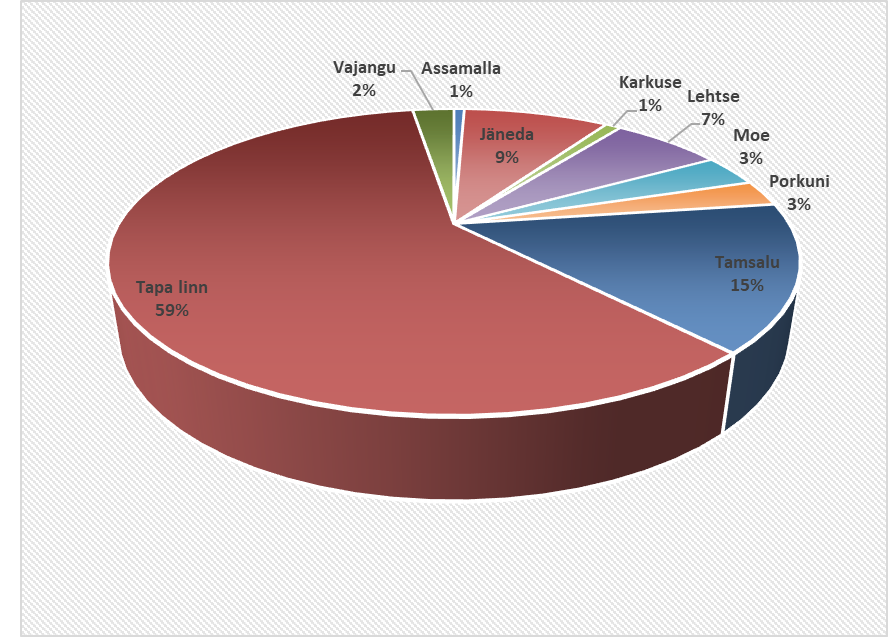 Vajangu
2%
Assamalla
1%
Jäneda
9%
Karkuse
1%
Lehtse
7%
Moe
3%
Porkuni
3%
Tamsalu
15%
Tapa linn
59%